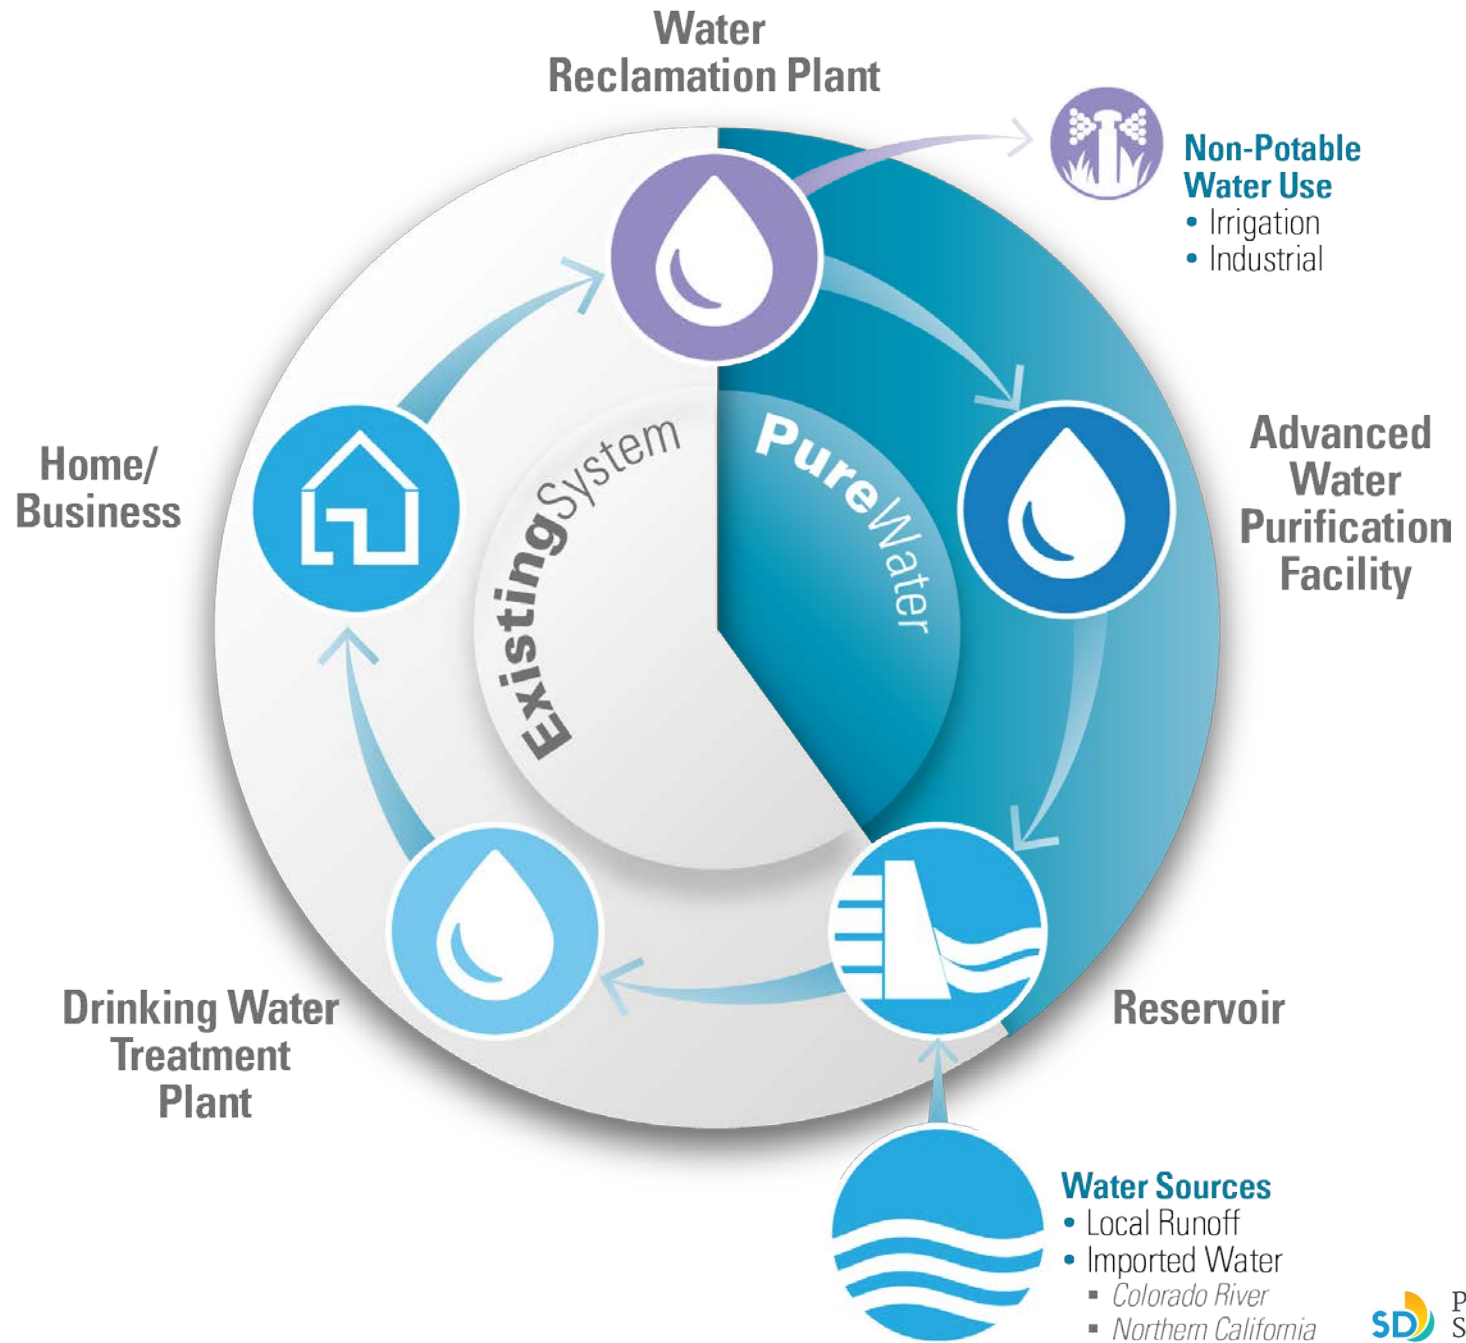 Water
Reclamation Plant
Non-Potable
Water Use
• Irrigation
• Industrial
ExistingSystem
PureWater
Home/
Business
Advanced
Water
Purification
Facility
Drinking Water
Treatment
Plant
Reservoir
Water Sources
• Local Runoff
• Imported Water
▪ Colorado River
▪ Northern California
SD
P
S